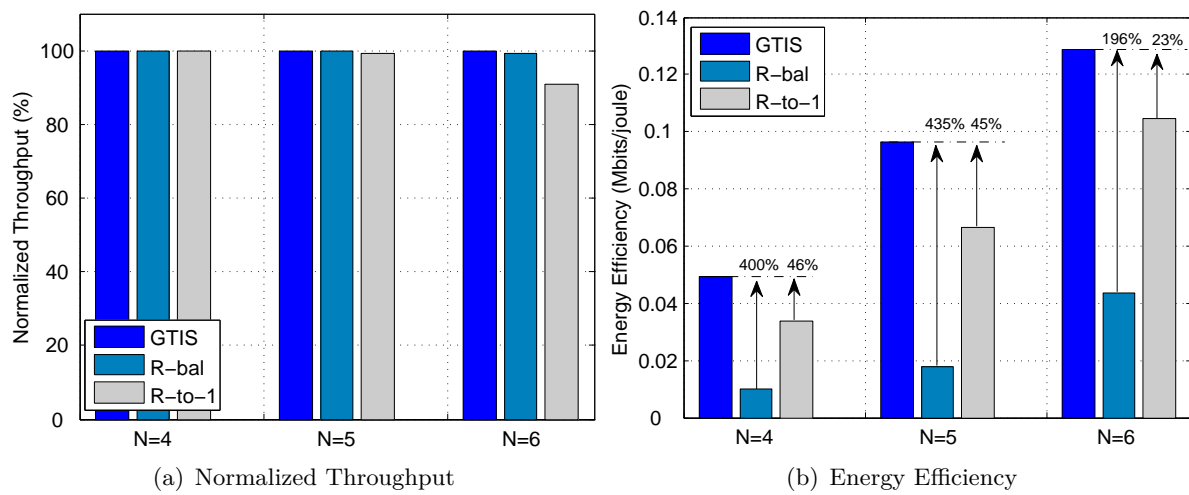 100
80
60
40
20
0
Normalized Throughput (%)
GTIS
R−bal
R−to−1
N=4
N=5
N=6
(a) Normalized Throughput
0.14
0.12
0.1
0.08
0.06
0.04
0.02
0
Energy Efficiency (Mbits/joule)
GTIS
R−bal
R−to−1
400% 46%
435% 45%
196% 23%
N=4
N=5
N=6
(b) Energy Efficiency